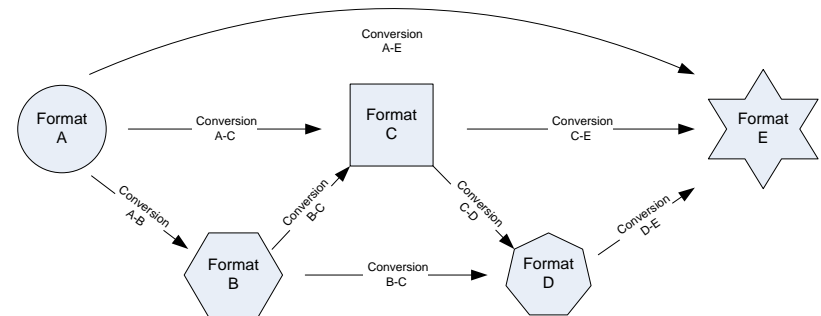 Conversion
A-E
Format
A
Conversion
A-C
Format
C
Conversion
C-E
Format
E
Conversion
A-B
Conversion
B-C
Conversion
C-D
Conversion
D-E
Format
B
Conversion
B-C
Format
D